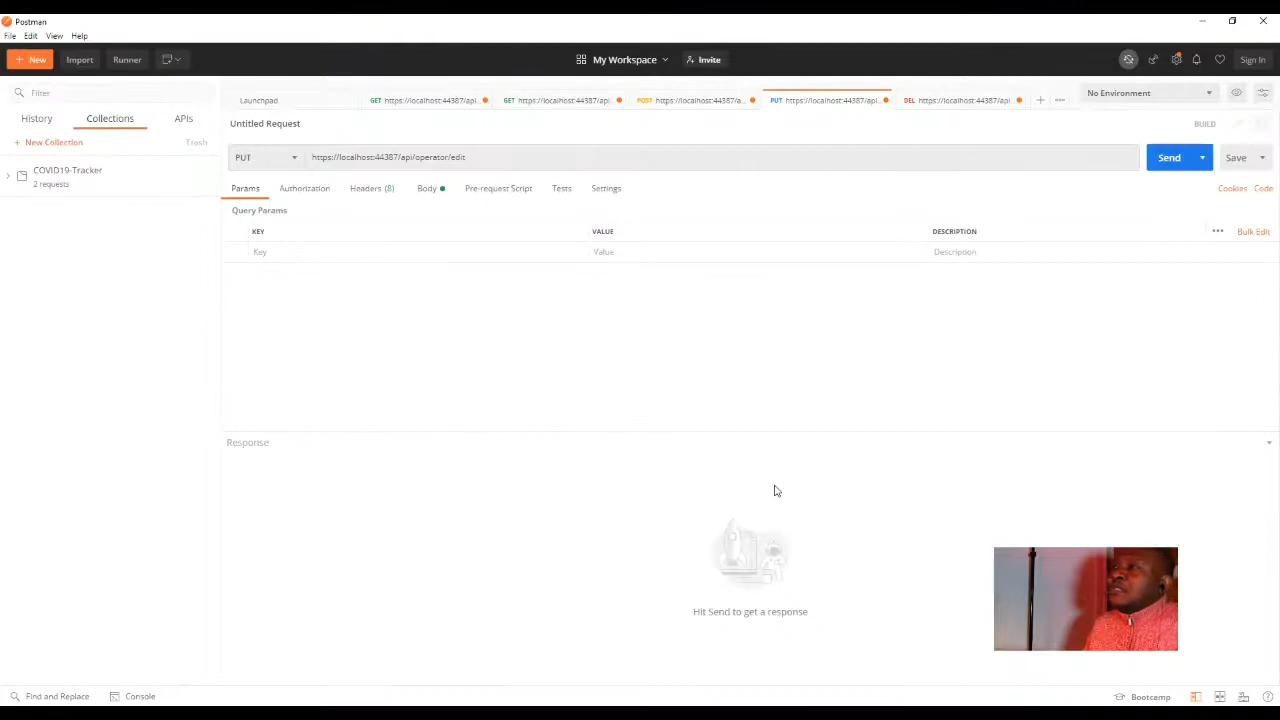 Postman
File Edit View Help
+ New Import Runner My Workspace Invite Sign In
Filter
Launchpad GET https://localhost:44387/api... GET https://localhost:44387/api... POST https://localhost:44387/a... PUT https://localhost:44387/api... DEL https://localhost:44387/api... No Environment
History Collections APIs
Untitled Request BUILD
+ New Collection Trash
PUT https://localhost:44387/api/operator/edit Send Save
COVID19-Tracker
2 requests
Params Authorization Headers (8) Body Pre-request Script Tests Settings Cookies Code
Query Params
KEY VALUE DESCRIPTION Bulk Edit
Key Value Description
Response
Hit Send to get a response
Find and Replace Console Bootcamp